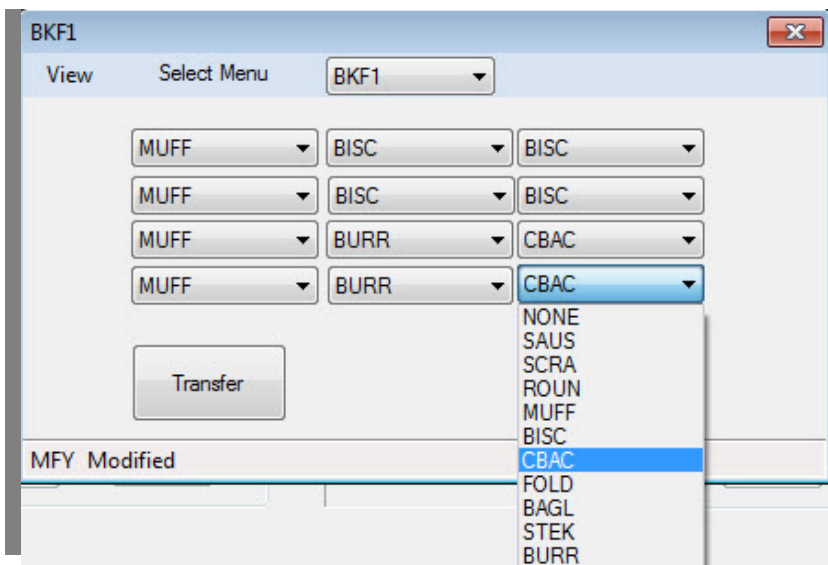 BKF1
View Select Menu BKF1
MUFF BISC BISC
MUFF BISC BISC
MUFF BURR CBAC
MUFF BURR CBAC
NONE
SAUS
SCRA
ROUN
MUFF
BISC
CBAC
FOLD
BAGL
STEK
BURR
Transfer
MFY Modified